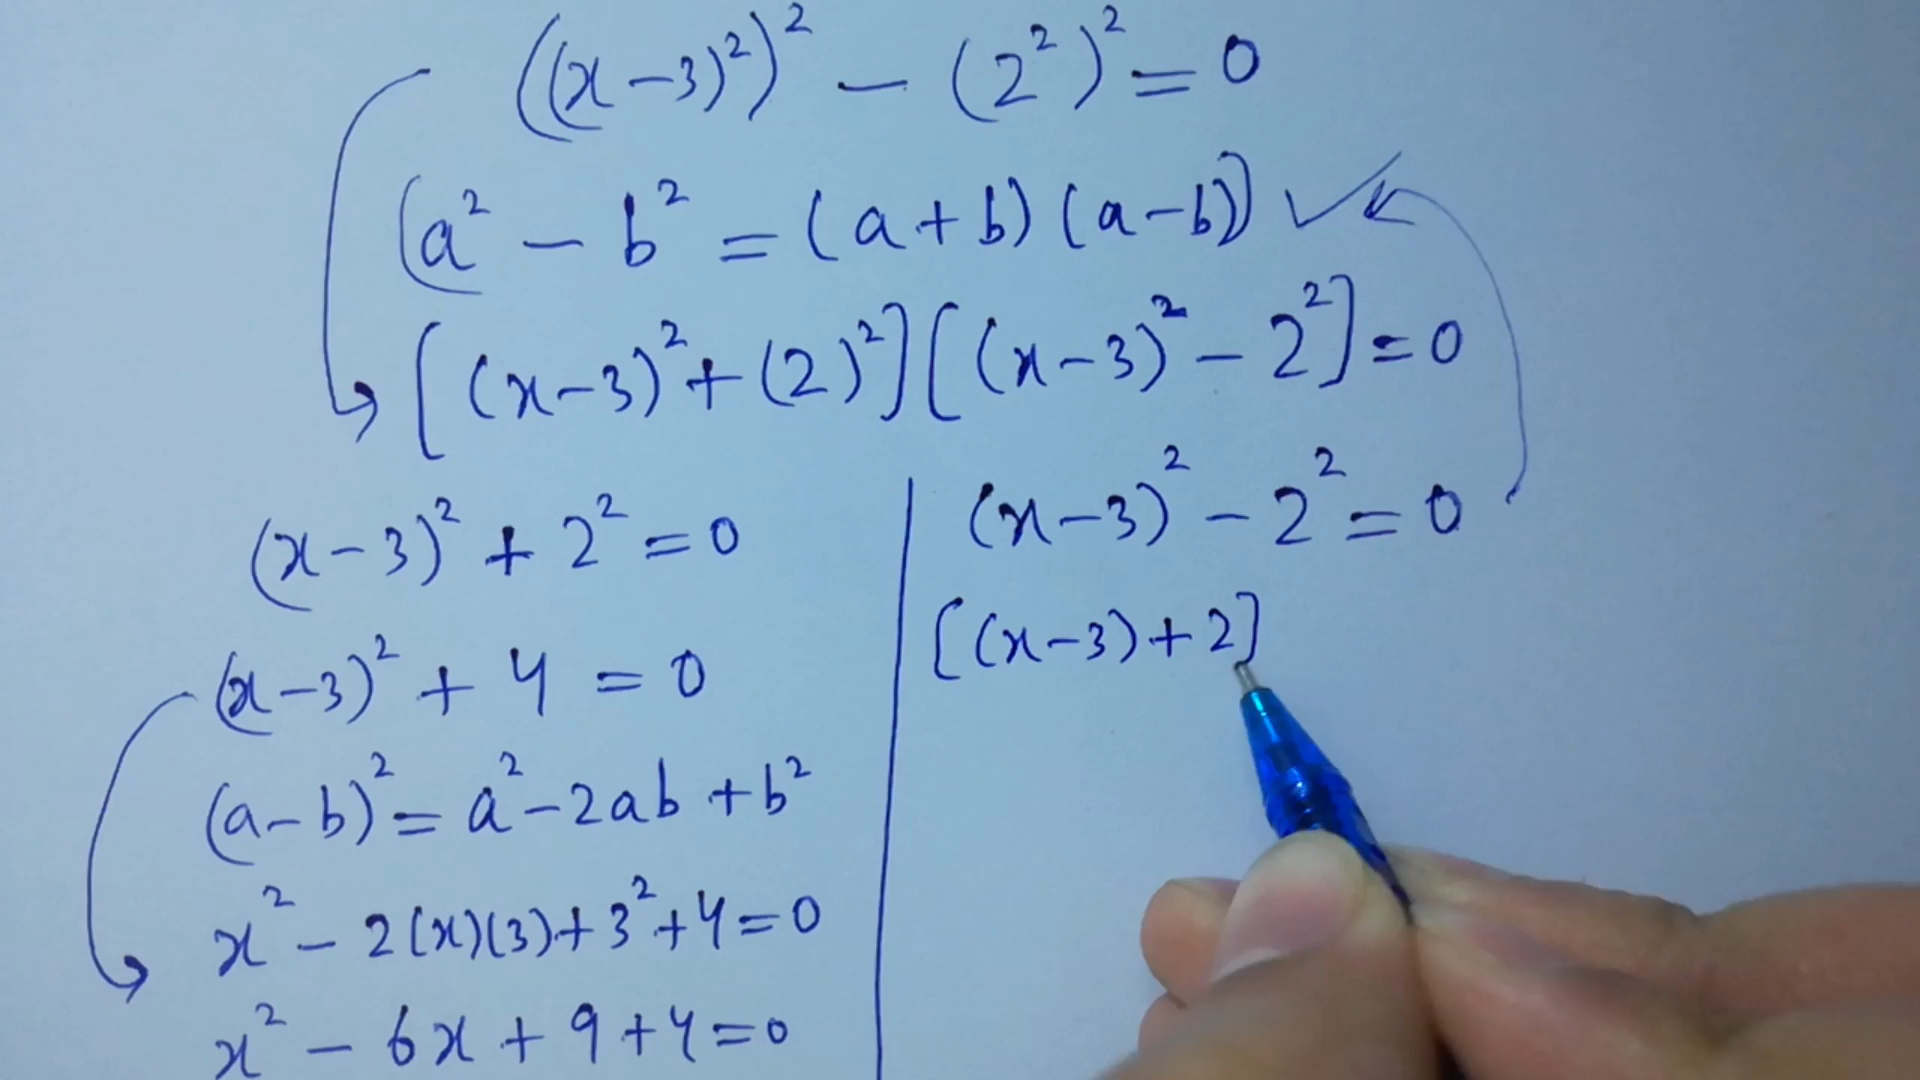 ((x-3)²)² - (2²)² = 0
(a² - b² = (a+b)(a-b))
[(x-3)²+(2)²][(x-3)²-2²]=0
(x-3)² + 2² = 0
(x-3)² + 4 = 0
(a-b)² = a²-2ab+b²
x² - 2(x)(3)+3²+4=0
x² - 6x + 9+4=0
(x-3)² - 2² = 0
[(x-3)+2]